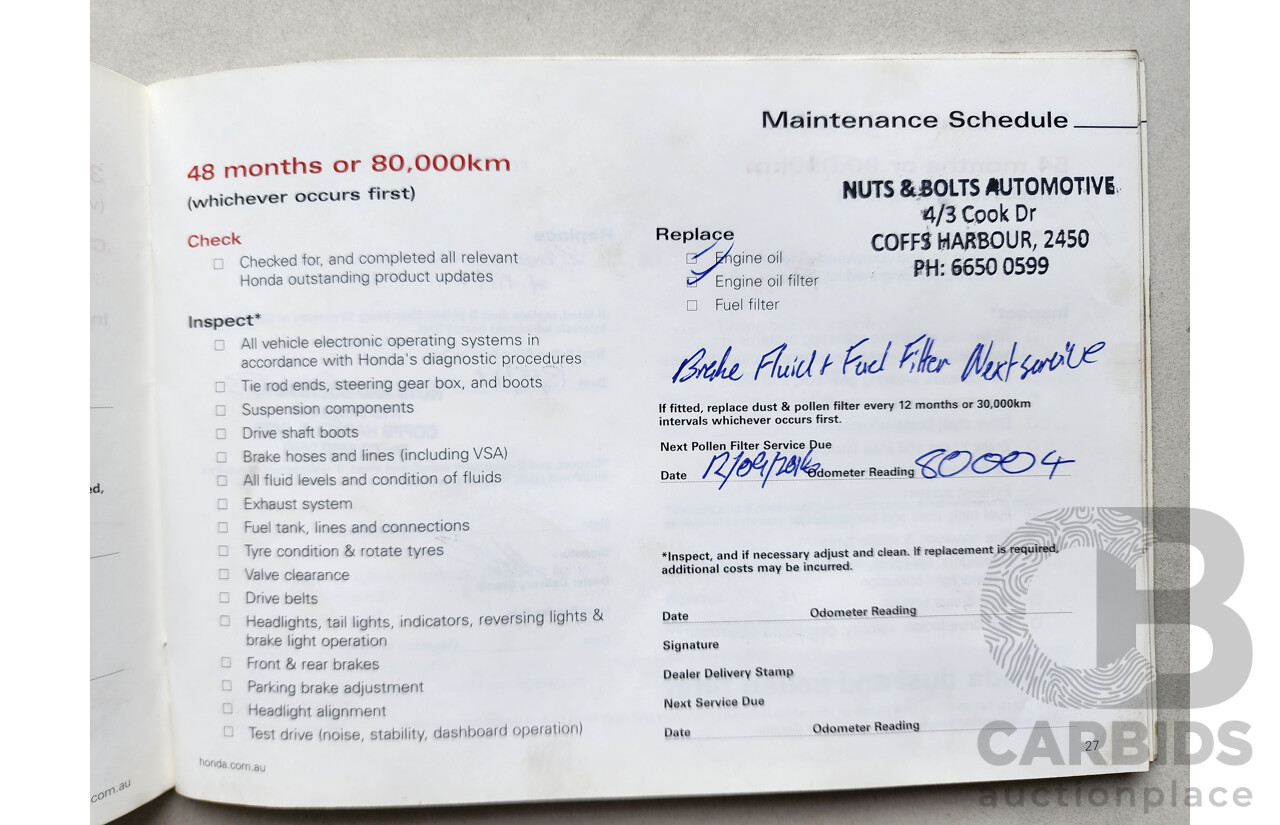 Maintenance Schedule
48 months or 80,000km
(whichever occurs first)
Check
Checked for, and completed all relevant
Honda outstanding product updates
Inspect*
All vehicle electronic operating systems in
accordance with Honda's diagnostic procedures
Tie rod ends, steering gear box, and boots
Suspension components
Drive shaft boots
Brake hoses and lines (including VSA)
All fluid levels and condition of fluids
Exhaust system
Fuel tank, lines and connections
Tyre condition & rotate tyres
Valve clearance
Drive belts
Headlights, tail lights, indicators, reversing lights &
brake light operation
Front & rear brakes
Parking brake adjustment
Headlight alignment
Test drive (noise, stability, dashboard operation)
honda.com.au
NUTS & BOLTS AUTOMOTIVE
4/3 Cook Dr
COFFS HARBOUR, 2450
PH: 6650 0599
Replace
Engine oil
Engine oil filter
Fuel filter
Brake Fluid + Fuel Filter Next service
If fitted, replace dust & pollen filter every 12 months or 30,000km
intervals whichever occurs first.
Next Pollen Filter Service Due
Date 12/09/2016 Odometer Reading 80004
*Inspect, and if necessary adjust and clean. If replacement is required,
additional costs may be incurred.
Date Odometer Reading
Signature
Dealer Delivery Stamp
Next Service Due
Date Odometer Reading
27
ed,
com.au
CB
CARBIDS
auctionplace